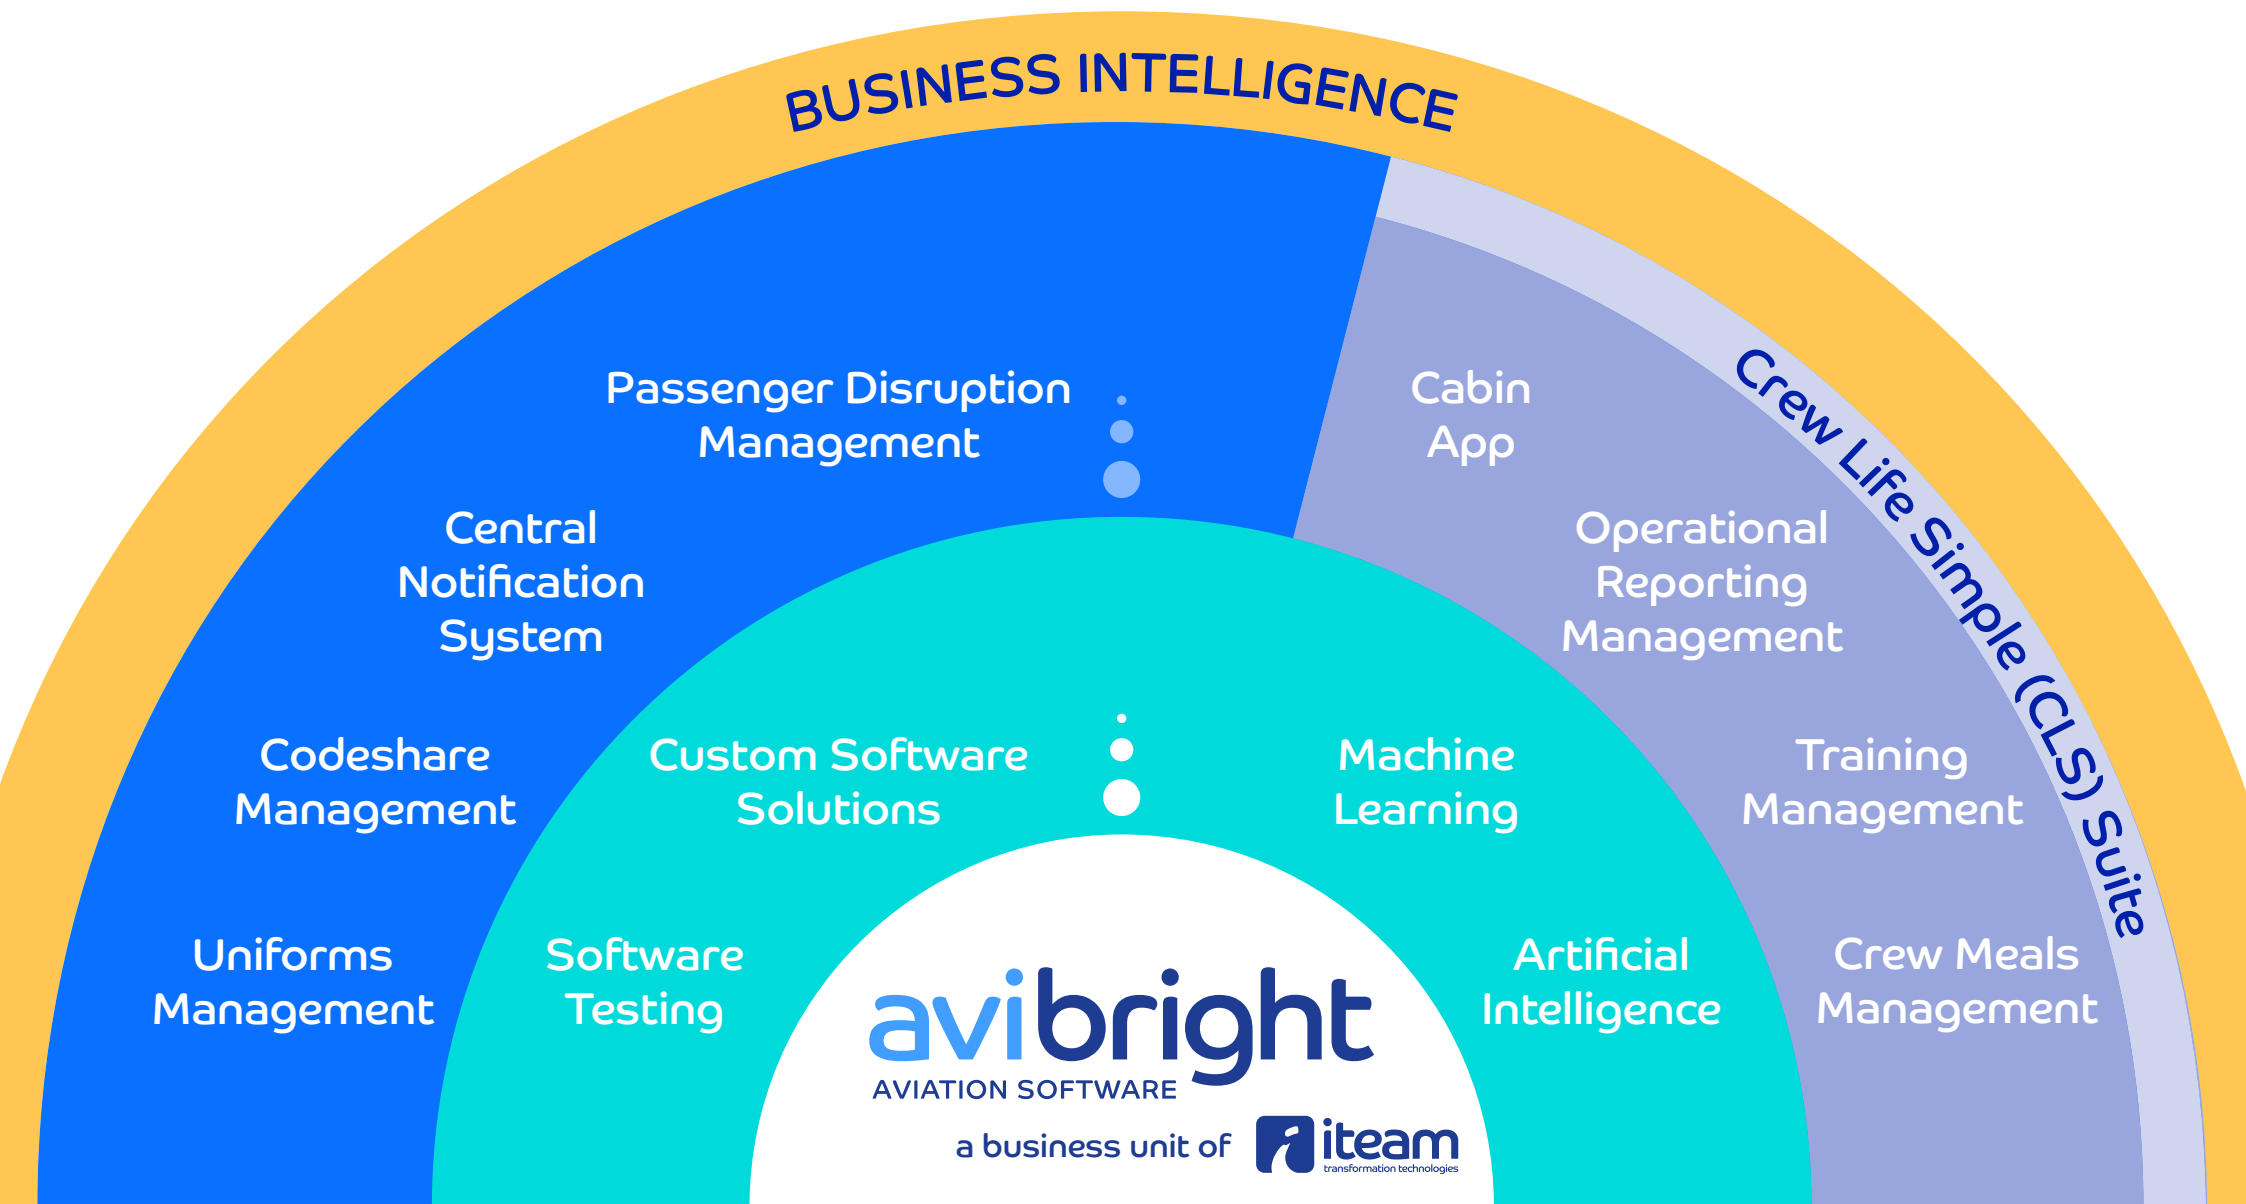 BUSINESS INTELLIGENCE
Passenger Disruption
Management
Central
Notification
System
Codeshare
Management
Uniforms
Management
Cabin
App
Operational
Reporting
Management
Training
Management
Crew Meals
Management
Crew Life Simple (CLS) Suite
Custom Software
Solutions
Software
Testing
Machine
Learning
Artificial
Intelligence
avibright
AVIATION SOFTWARE
a business unit of
iteam
transformation technologies